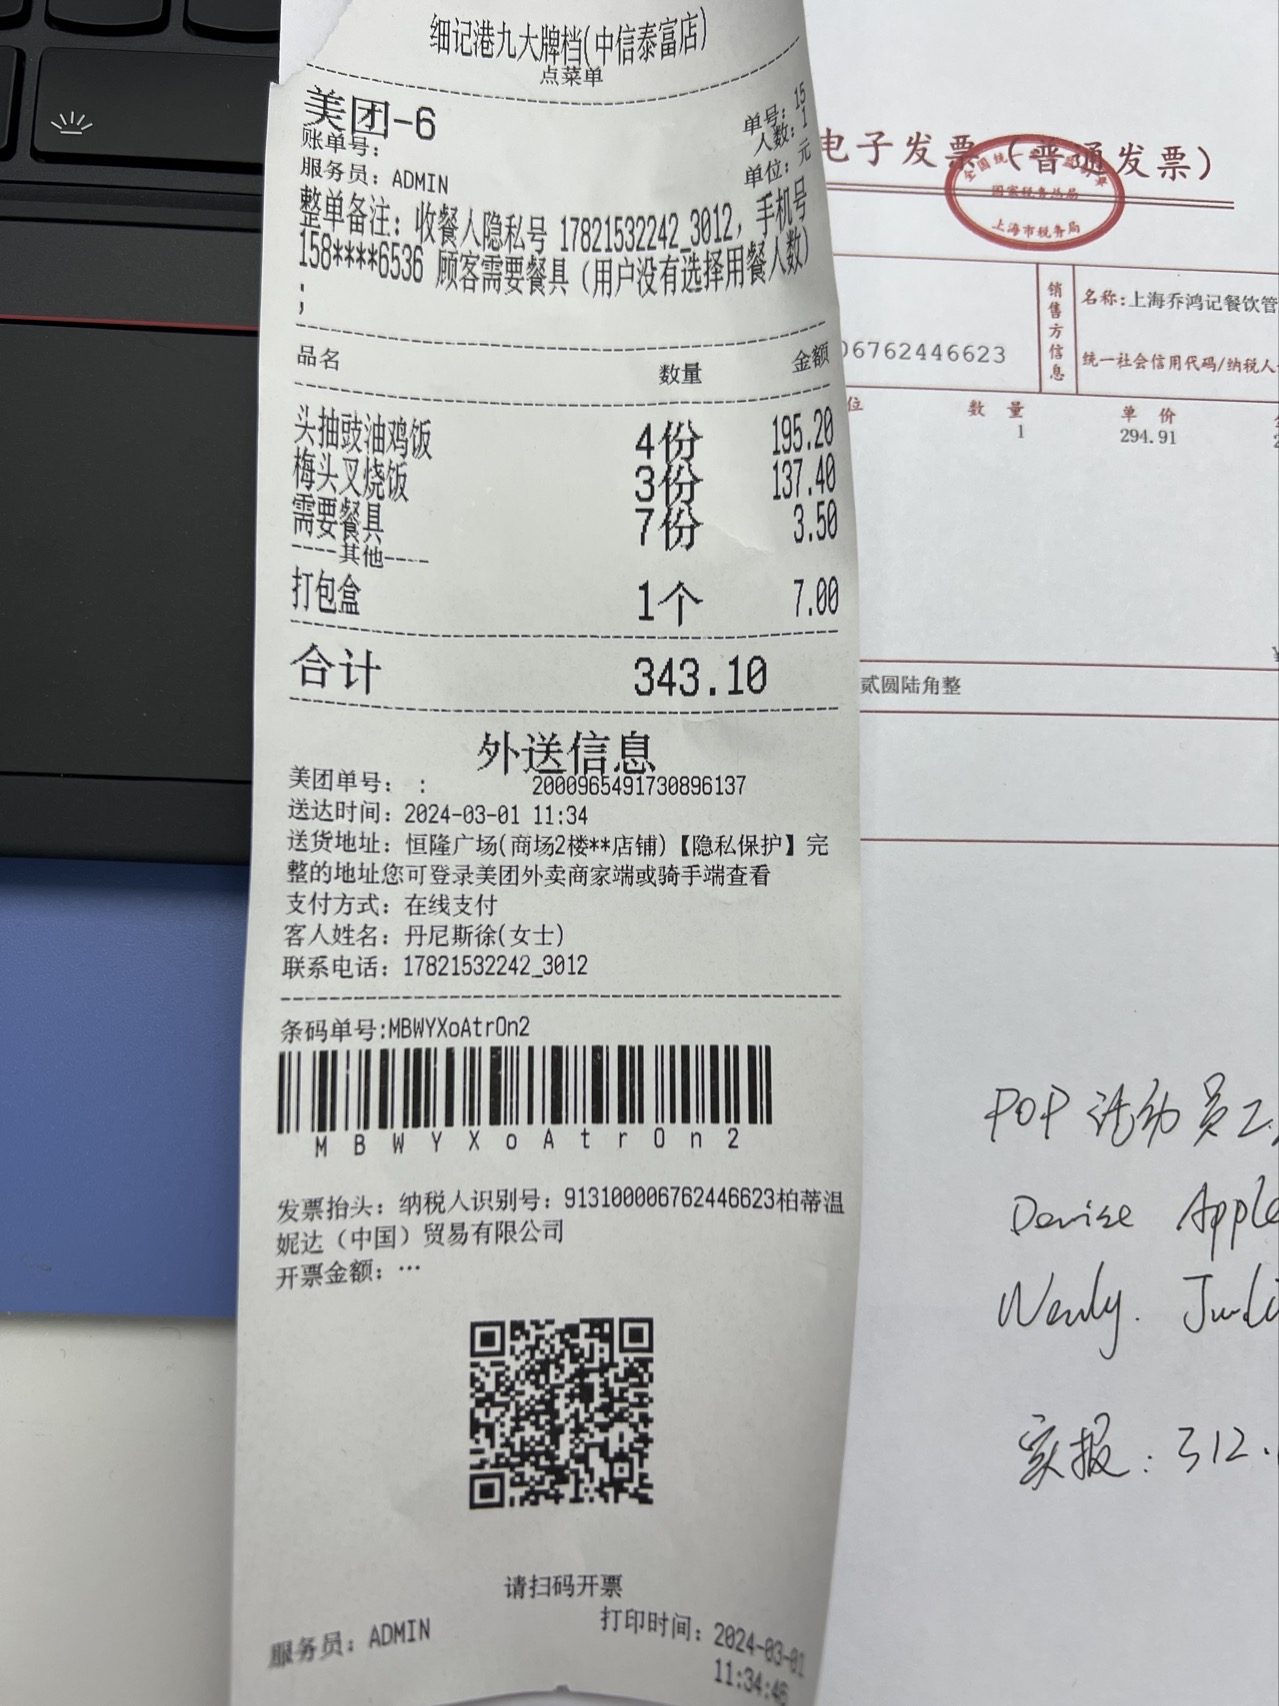 细记港九大牌档(中信泰富店)
点菜单
美团-6
单号: 15
账单号:
人数: 1
服务员: ADMIN
单位: 元
整单备注: 收餐人隐私号 17821532242_3012, 手机号
158****6536 顾客需要餐具 (用户没有选择用餐人数)
;
品名 数量 金额
头抽豉油鸡饭 4份 195.20
梅头叉烧饭 3份 137.40
需要餐具 7份 3.50
----其他----
打包盒 1个 7.00
合计 343.10
外送信息
美团单号: : 2000965491730896137
送达时间: 2024-03-01 11:34
送货地址: 恒隆广场(商场2楼**店铺)【隐私保护】完
整的地址您可登录美团外卖商家端或骑手端查看
支付方式: 在线支付
客人姓名: 丹尼斯徐(女士)
联系电话: 17821532242_3012
条码单号:MBWYXoAtrOn2
M B W Y X o A t r O n 2
发票抬头: 纳税人识别号: 913100006762446623柏蒂温
妮达（中国）贸易有限公司
开票金额: …
请扫码开票
服务员: ADMIN
打印时间: 2024-03-01
11:34:46
电子发票（普通发票）
全国统一
国家税务总局
上海市税务局
销售方信息
名称:上海乔鸿记餐饮管
06762446623
统一社会信用代码/纳税人
位 数量 单价
1 294.91
贰圆陆角整
POP 活动员工
Denise Apple
Wendy. Judi
实报: 312.